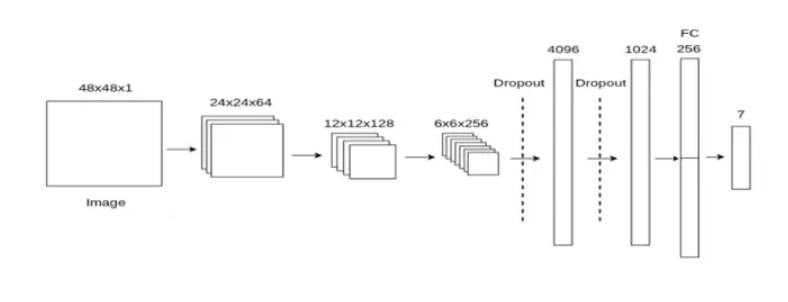 48x48x1
Image
24x24x64
12x12x128
6x6x256
Dropout
4096
Dropout
1024
FC
256
7